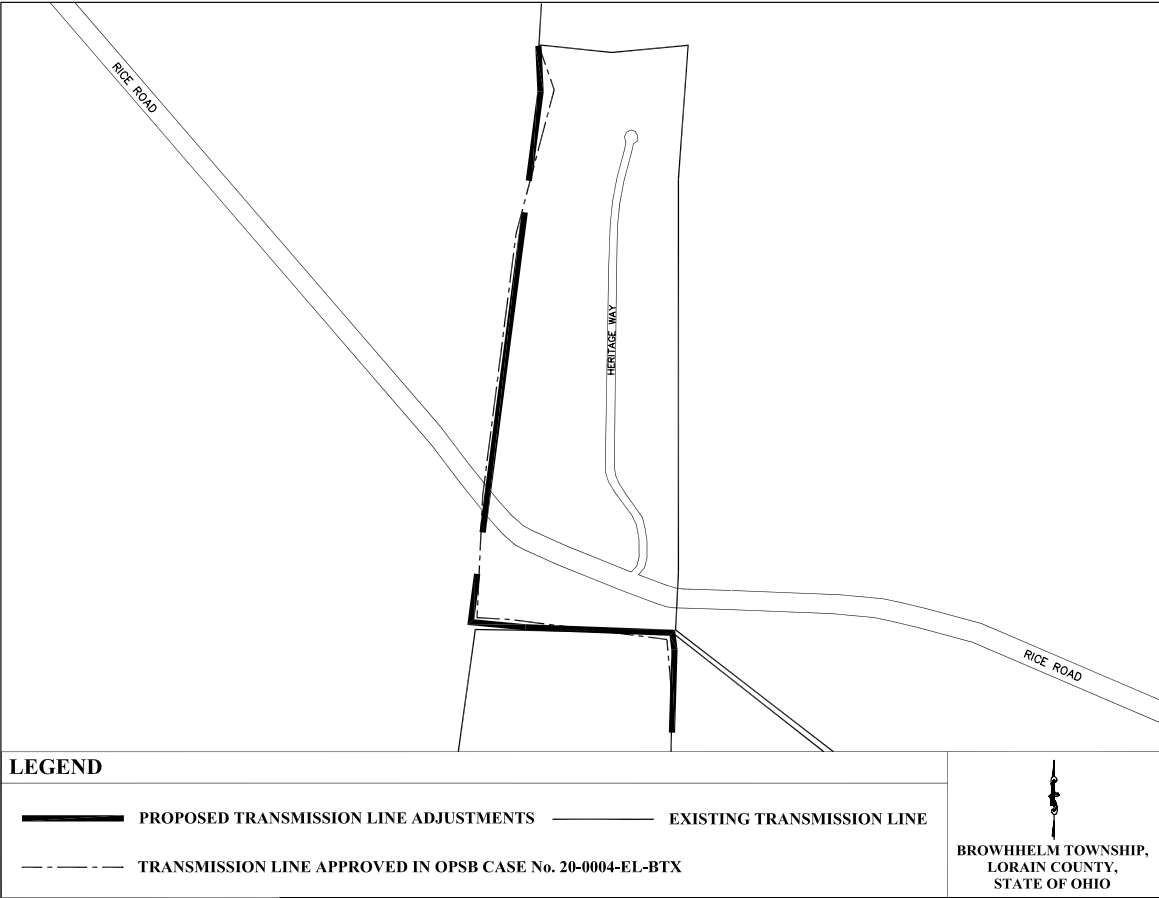 RICE ROAD
HERITAGE WAY
RICE ROAD
LEGEND
PROPOSED TRANSMISSION LINE ADJUSTMENTS
EXISTING TRANSMISSION LINE
TRANSMISSION LINE APPROVED IN OPSB CASE No. 20-0004-EL-BTX
BROWHHELM TOWNSHIP,
LORAIN COUNTY,
STATE OF OHIO